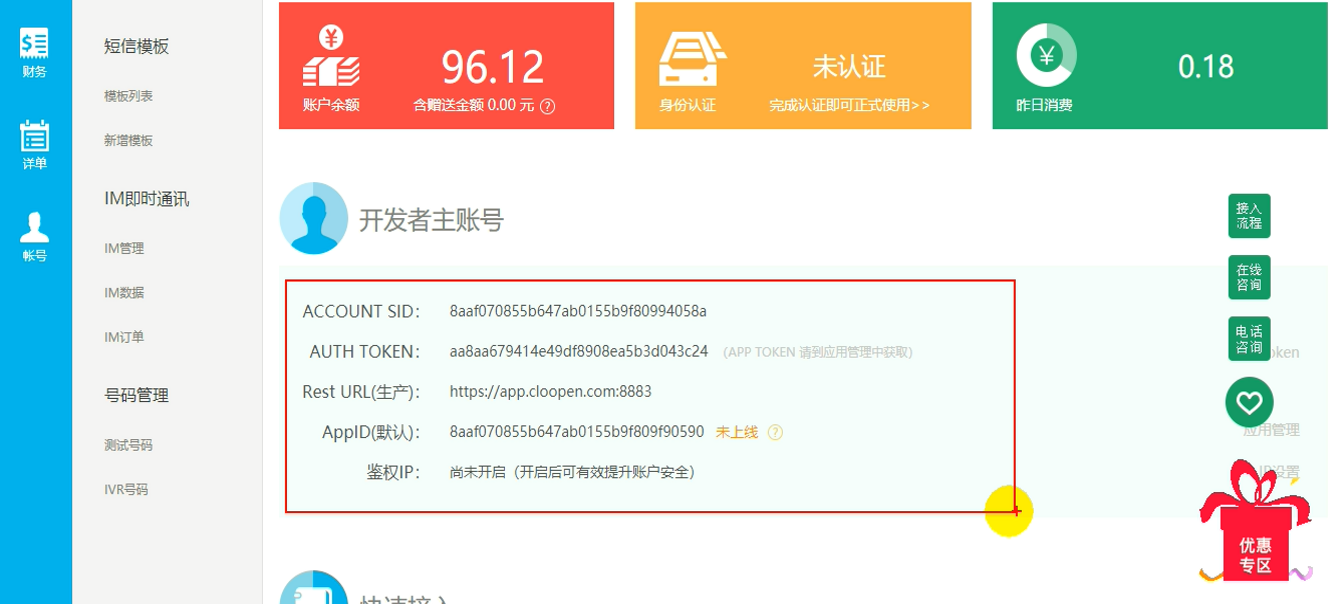 财务
详单
帐号
短信模板
模板列表
新增模板
IM即时通讯
IM管理
IM数据
IM订单
号码管理
测试号码
IVR号码
¥
96.12
账户余额
含赠送金额 0.00 元 ?
未认证
身份认证
完成认证即可正式使用>>
¥
0.18
昨日消费
开发者主账号
ACCOUNT SID: 8aaf070855b647ab0155b9f80994058a
AUTH TOKEN: aa8aa679414e49df8908ea5b3d043c24 (APP TOKEN 请到应用管理中获取)
Rest URL(生产): https://app.cloopen.com:8883
AppID(默认): 8aaf070855b647ab0155b9f809f90590 未上线 ?
鉴权IP: 尚未开启（开启后可有效提升账户安全）
接入
流程
在线
咨询
电话
咨询
oken
应用管理
IP设置
优惠
专区
快速接入